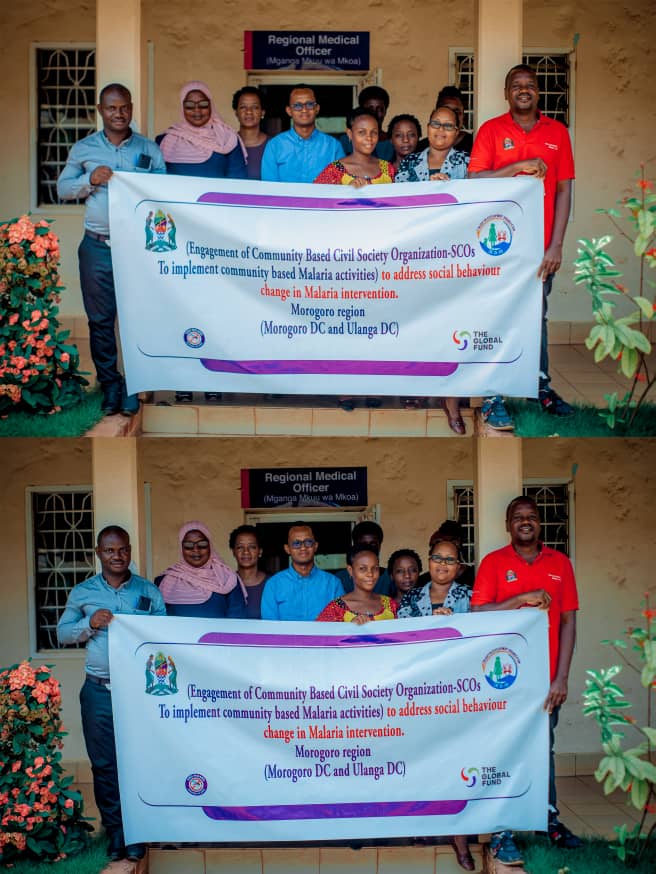 Regional Medical
Officer
(Mganga Mkuu wa Mkoa)
(Engagement of Community Based Civil Society Organization-SCOs
To implement community based Malaria activities) to address social behaviour
change in Malaria intervention.
Morogoro region
(Morogoro DC and Ulanga DC)
THE
GLOBAL
FUND
Regional Medical
Officer
(Mganga Mkuu wa Mkoa)
(Engagement of Community Based Civil Society Organization-SCOs
To implement community based Malaria activities) to address social behaviour
change in Malaria intervention.
Morogoro region
(Morogoro DC and Ulanga DC)
THE
GLOBAL
FUND